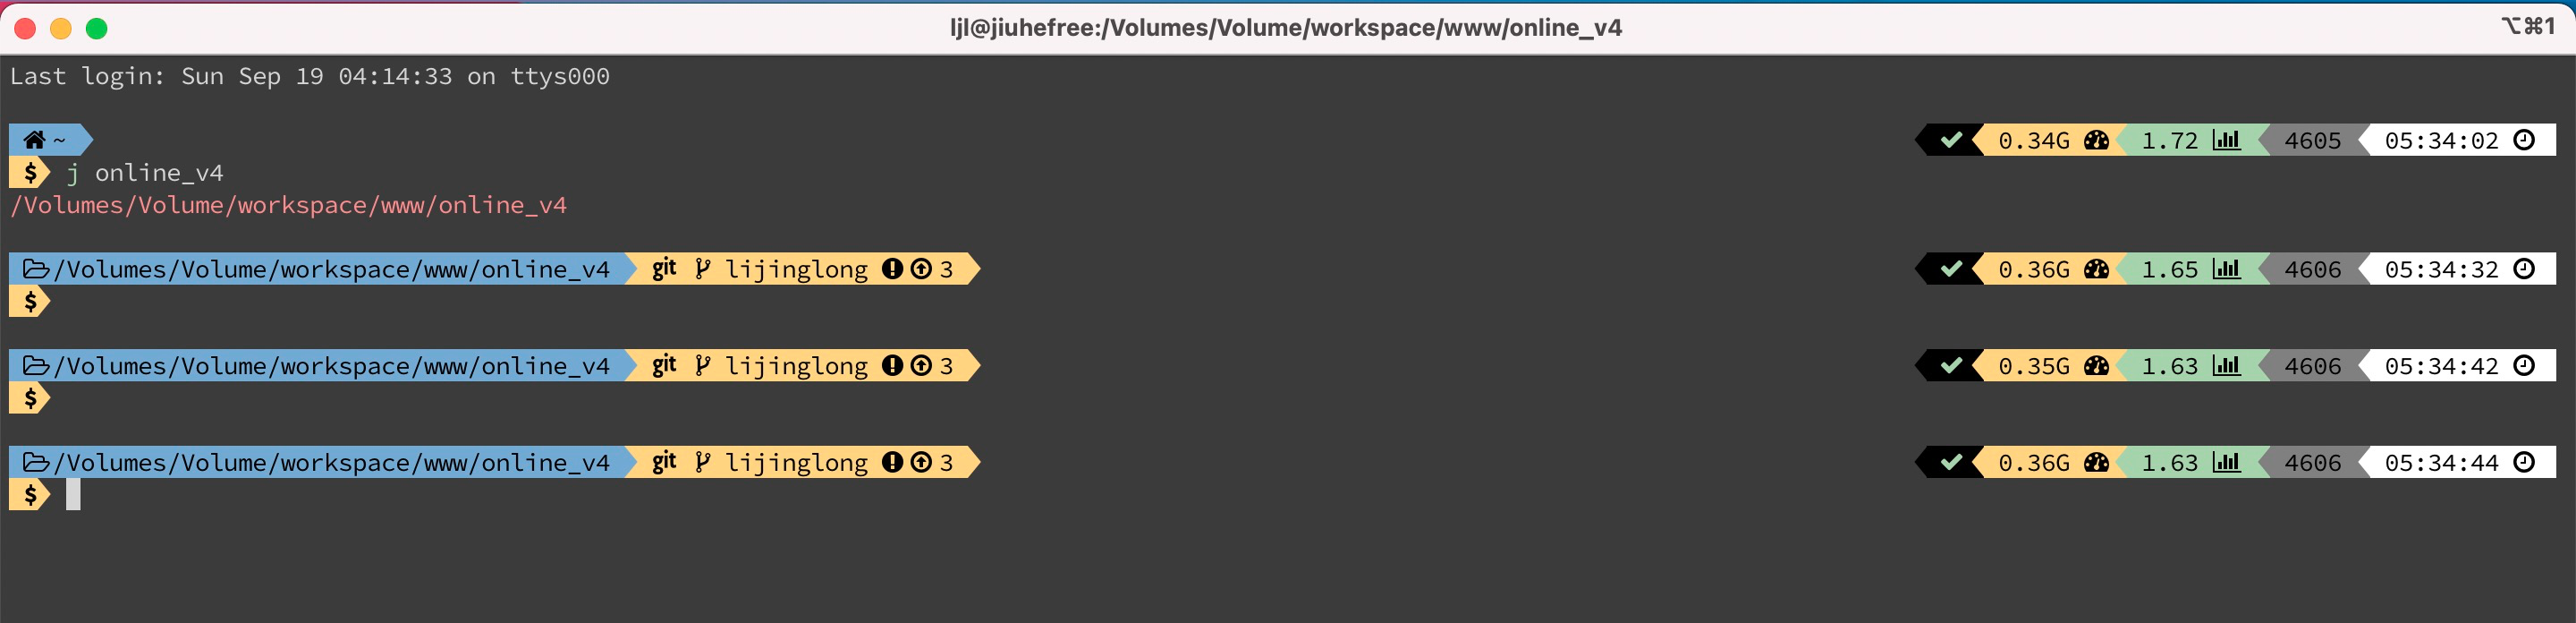 ljl@jiuhefree:/Volumes/Volume/workspace/www/online_v4 ⌥⌘1
Last login: Sun Sep 19 04:14:33 on ttys000
~ 0.34G 1.72 4605 05:34:02
$ j online_v4
/Volumes/Volume/workspace/www/online_v4
/Volumes/Volume/workspace/www/online_v4 git lijinglong 3 0.36G 1.65 4606 05:34:32
$
/Volumes/Volume/workspace/www/online_v4 git lijinglong 3 0.35G 1.63 4606 05:34:42
$
/Volumes/Volume/workspace/www/online_v4 git lijinglong 3 0.36G 1.63 4606 05:34:44
$